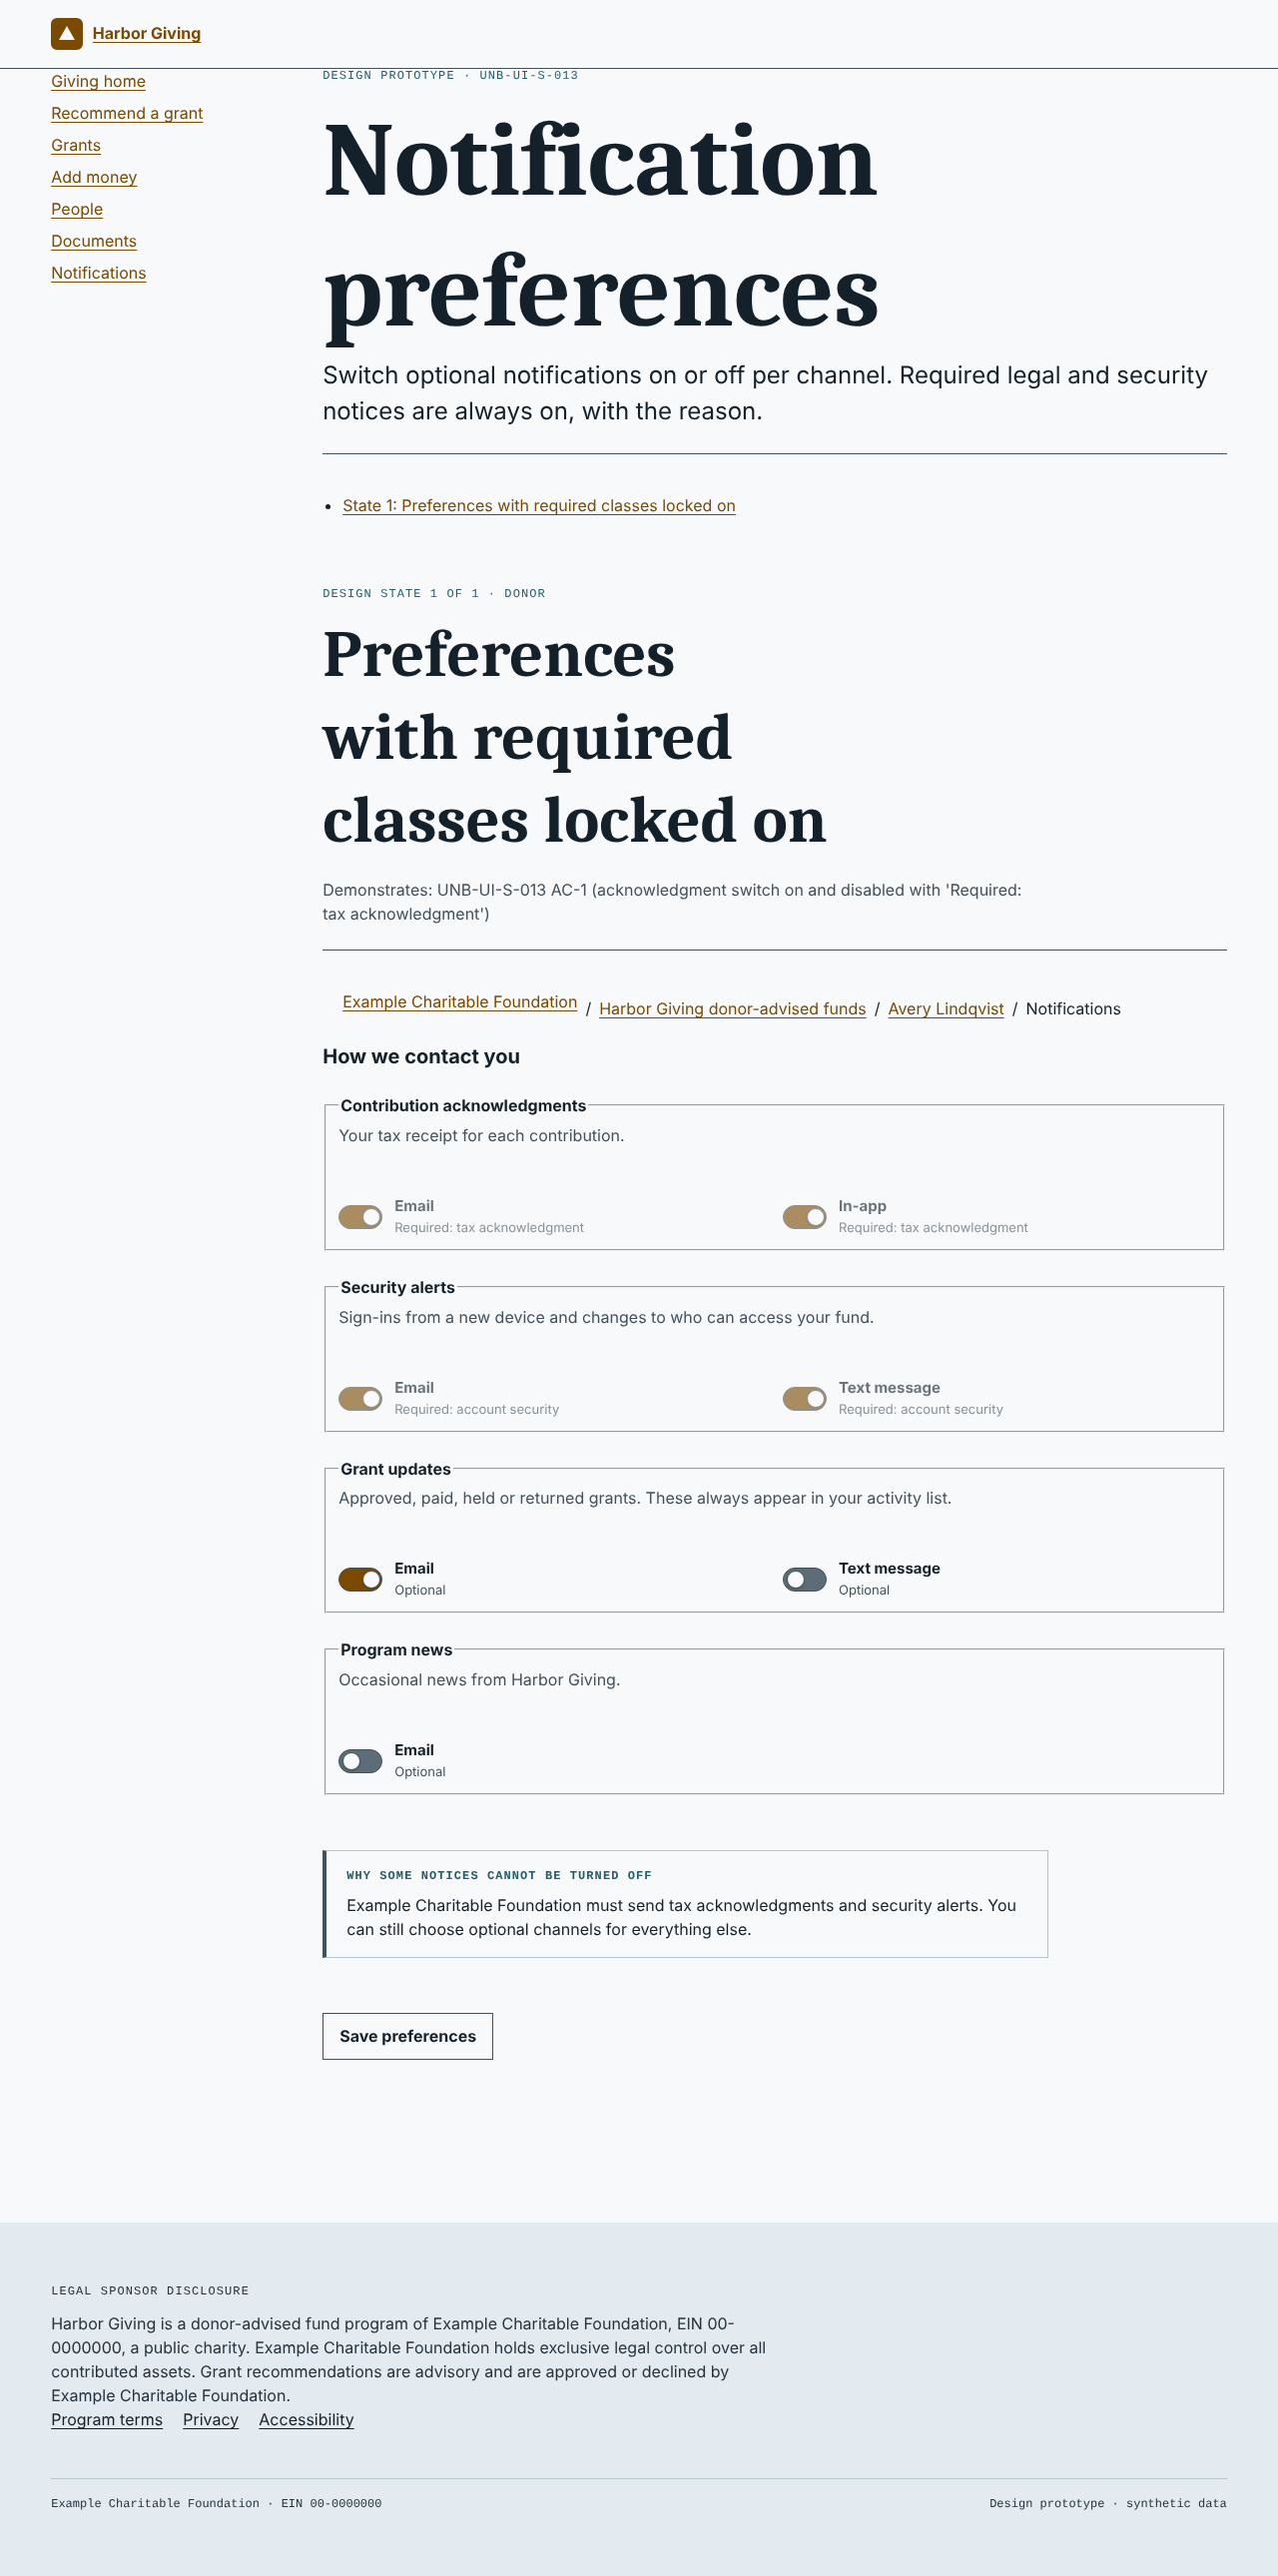 Harbor Giving
Giving home
Recommend a grant
Grants
Add money
People
Documents
Notifications
DESIGN PROTOTYPE · UNB-UI-S-013
Notification
preferences
Switch optional notifications on or off per channel. Required legal and security
notices are always on, with the reason.
State 1: Preferences with required classes locked on
DESIGN STATE 1 OF 1 · DONOR
Preferences
with required
classes locked on
Demonstrates: UNB-UI-S-013 AC-1 (acknowledgment switch on and disabled with 'Required:
tax acknowledgment')
Example Charitable Foundation / Harbor Giving donor-advised funds / Avery Lindqvist / Notifications
How we contact you
Contribution acknowledgments
Your tax receipt for each contribution.
Email
Required: tax acknowledgment
In-app
Required: tax acknowledgment
Security alerts
Sign-ins from a new device and changes to who can access your fund.
Email
Required: account security
Text message
Required: account security
Grant updates
Approved, paid, held or returned grants. These always appear in your activity list.
Email
Optional
Text message
Optional
Program news
Occasional news from Harbor Giving.
Email
Optional
WHY SOME NOTICES CANNOT BE TURNED OFF
Example Charitable Foundation must send tax acknowledgments and security alerts. You
can still choose optional channels for everything else.
Save preferences
LEGAL SPONSOR DISCLOSURE
Harbor Giving is a donor-advised fund program of Example Charitable Foundation, EIN 00-
0000000, a public charity. Example Charitable Foundation holds exclusive legal control over all
contributed assets. Grant recommendations are advisory and are approved or declined by
Example Charitable Foundation.
Program terms Privacy Accessibility
Example Charitable Foundation · EIN 00-0000000
Design prototype · synthetic data